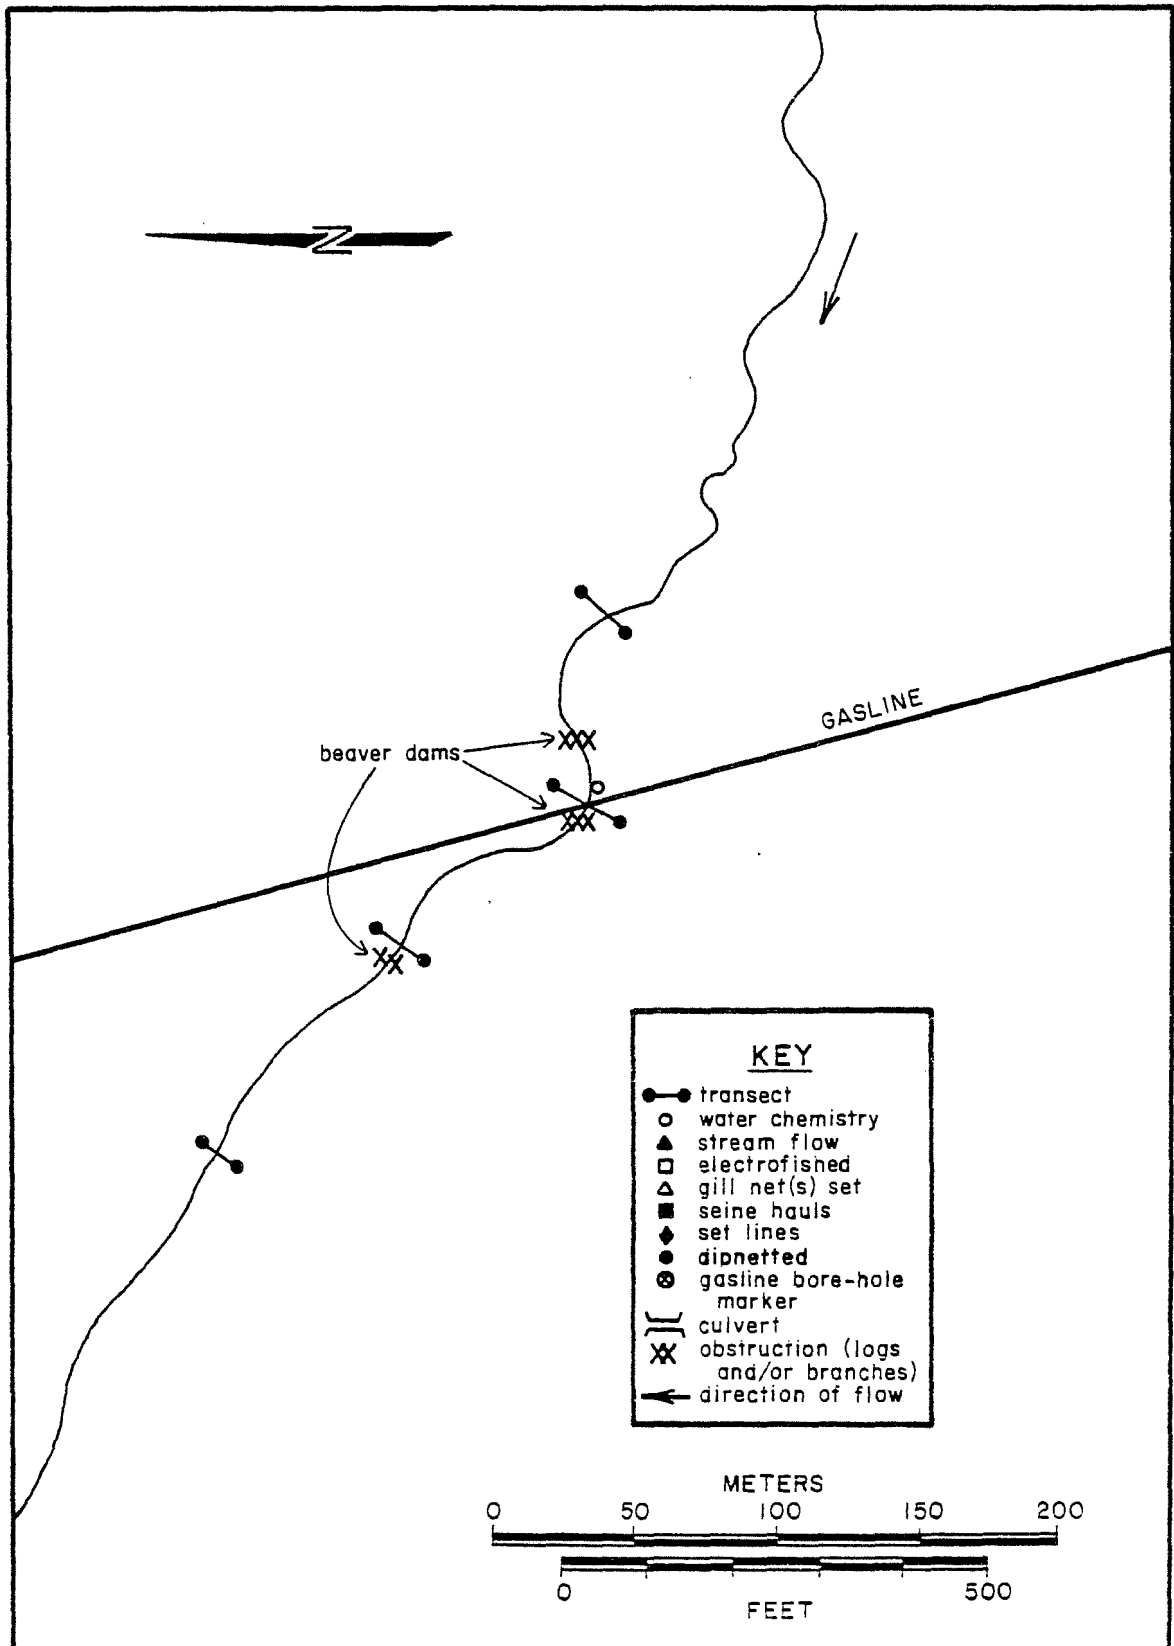 N
GASLINE
beaver dams
KEY
transect
water chemistry
stream flow
electrofished
gill net(s) set
seine hauls
set lines
dipnetted
gasline bore-hole
marker
culvert
obstruction (logs
and/or branches)
direction of flow
METERS
0 50 100 150 200
0 500
FEET